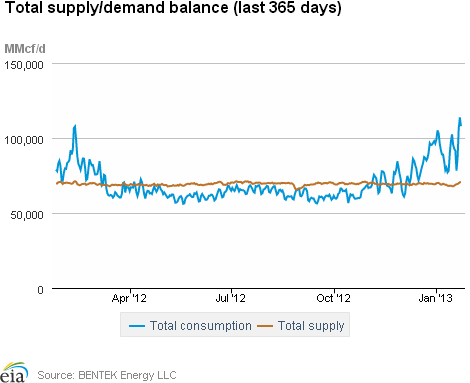 Total supply/demand balance (last 365 days)
MMcf/d
150,000
100,000
50,000
0
Apr '12
Jul '12
Oct '12
Jan '13
Total consumption
Total supply
eia
Source: BENTEK Energy LLC